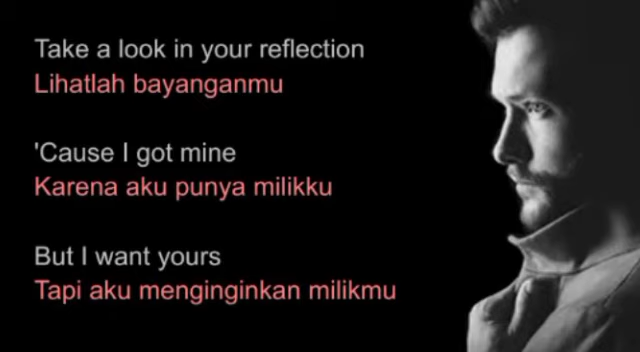 Take a look in your reflection
Lihatlah bayanganmu
'Cause I got mine
Karena aku punya milikku
But I want yours
Tapi aku menginginkan milikmu